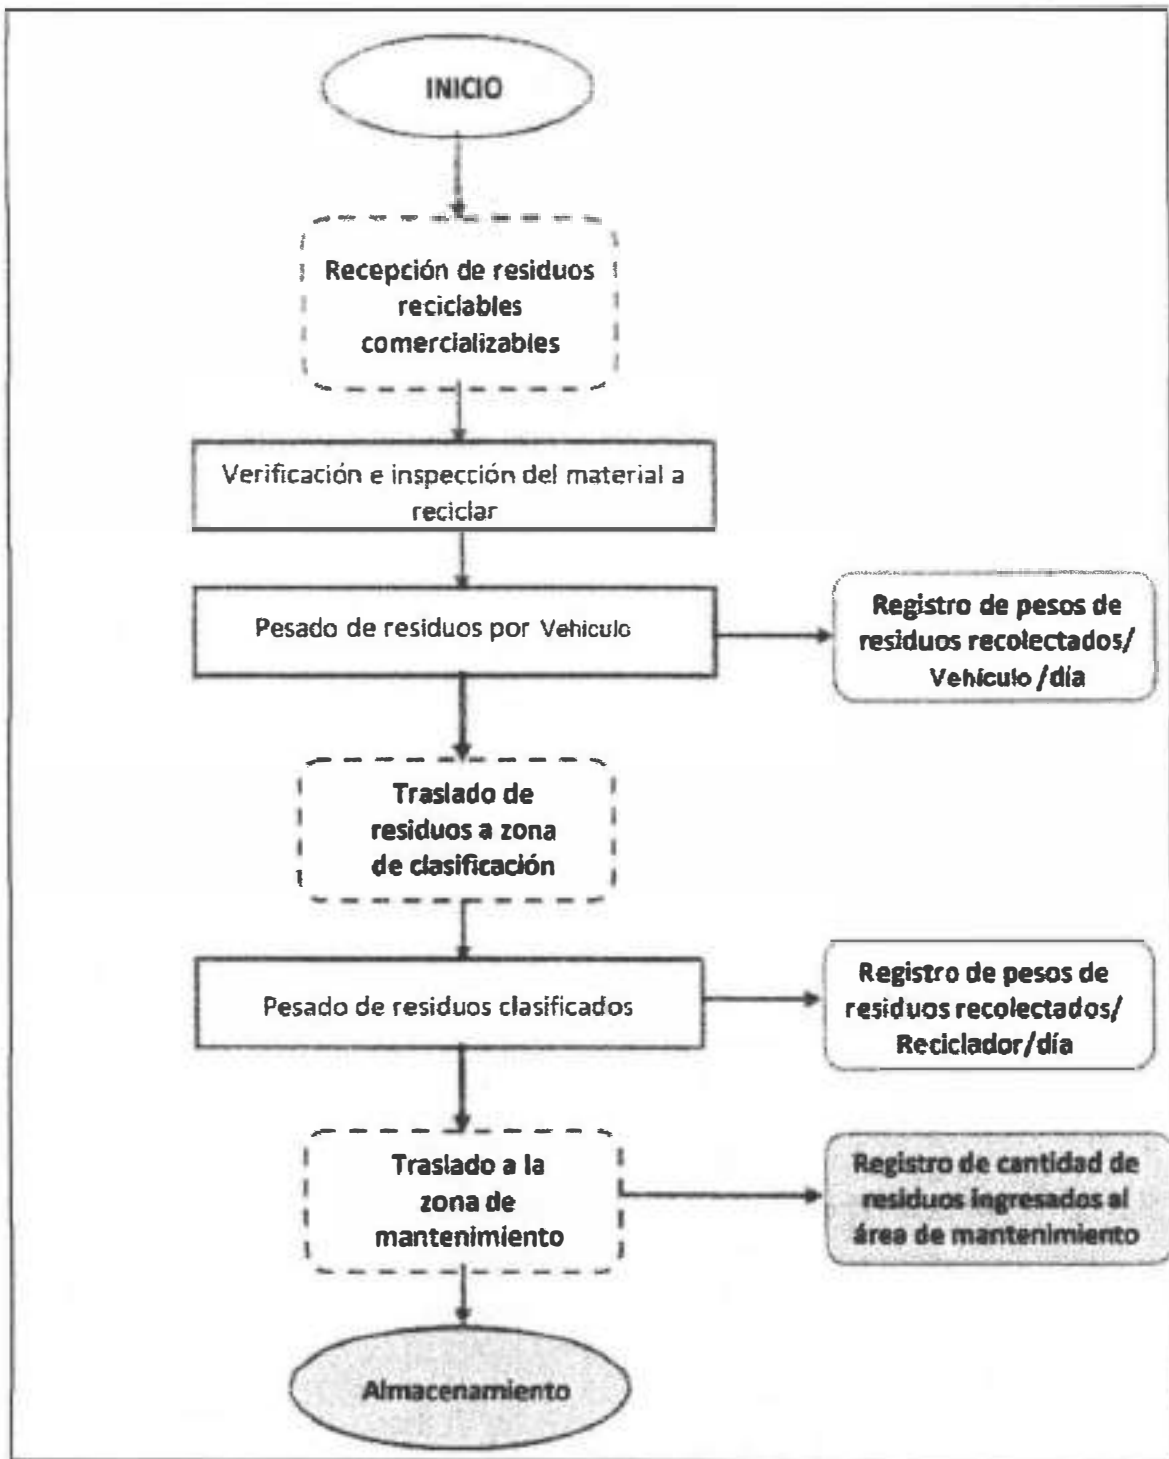 INICIO
Recepción de residuos
reciclables
comercializables
Verificación e inspección del material a
reciclar
Pesado de residuos por Vehículo
Registro de pesos de
residuos recolectados/
Vehículo /día
Traslado de
residuos a zona
de clasificación
Pesado de residuos clasificados
Registro de pesos de
residuos recolectados/
Reciclador/día
Traslado a la
zona de
mantenimiento
Registro de cantidad de
residuos ingresados al
área de mantenimiento
Almacenamiento